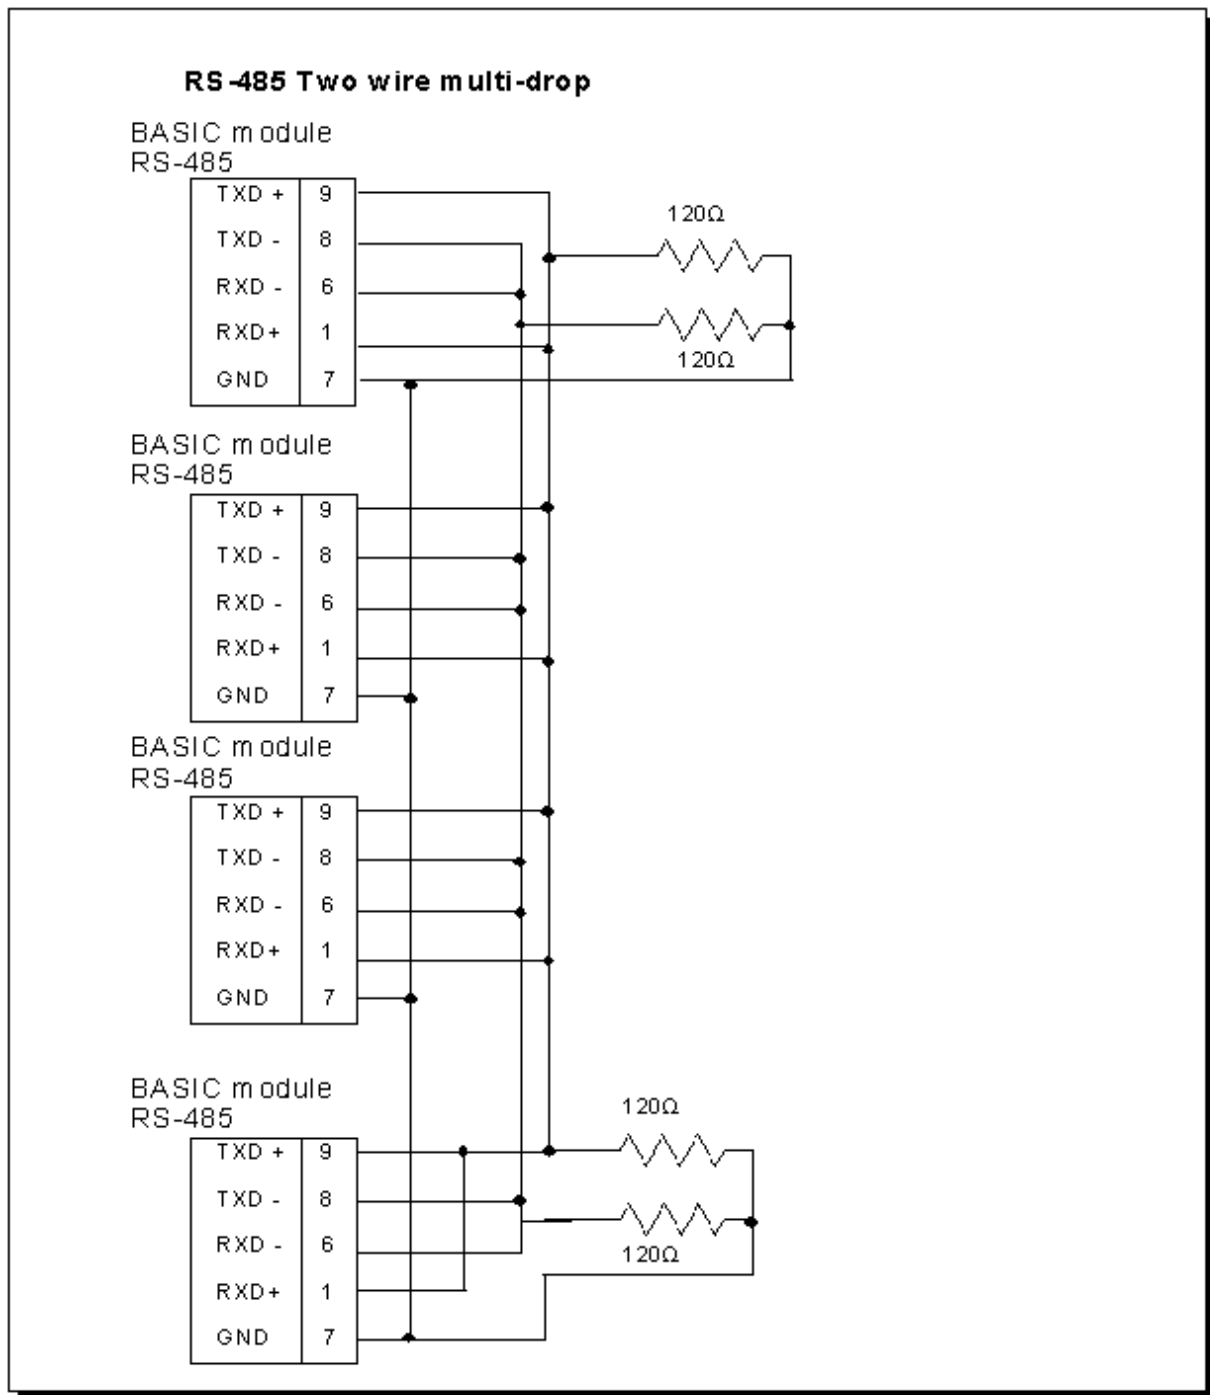 RS-485 Two wire multi-drop
BASIC module
RS-485
TXD + 9
TXD - 8
RXD - 6
RXD+ 1
GND 7
120Ω
120Ω
BASIC module
RS-485
TXD + 9
TXD - 8
RXD - 6
RXD+ 1
GND 7
BASIC module
RS-485
TXD + 9
TXD - 8
RXD - 6
RXD+ 1
GND 7
BASIC module
RS-485
TXD + 9
TXD - 8
RXD - 6
RXD+ 1
GND 7
120Ω
120Ω